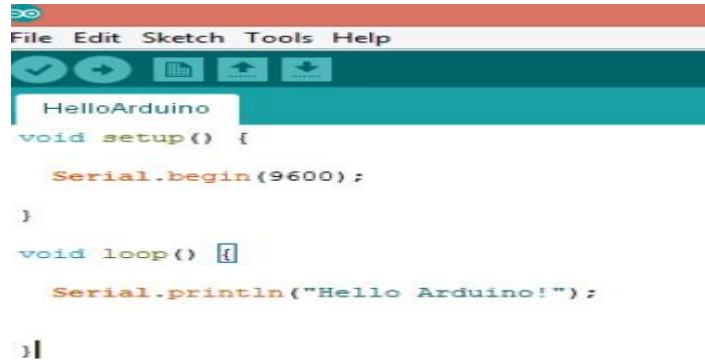 File Edit Sketch Tools Help
HelloArduino
void setup() {
Serial.begin(9600);
}
void loop() {
Serial.println("Hello Arduino!");
}